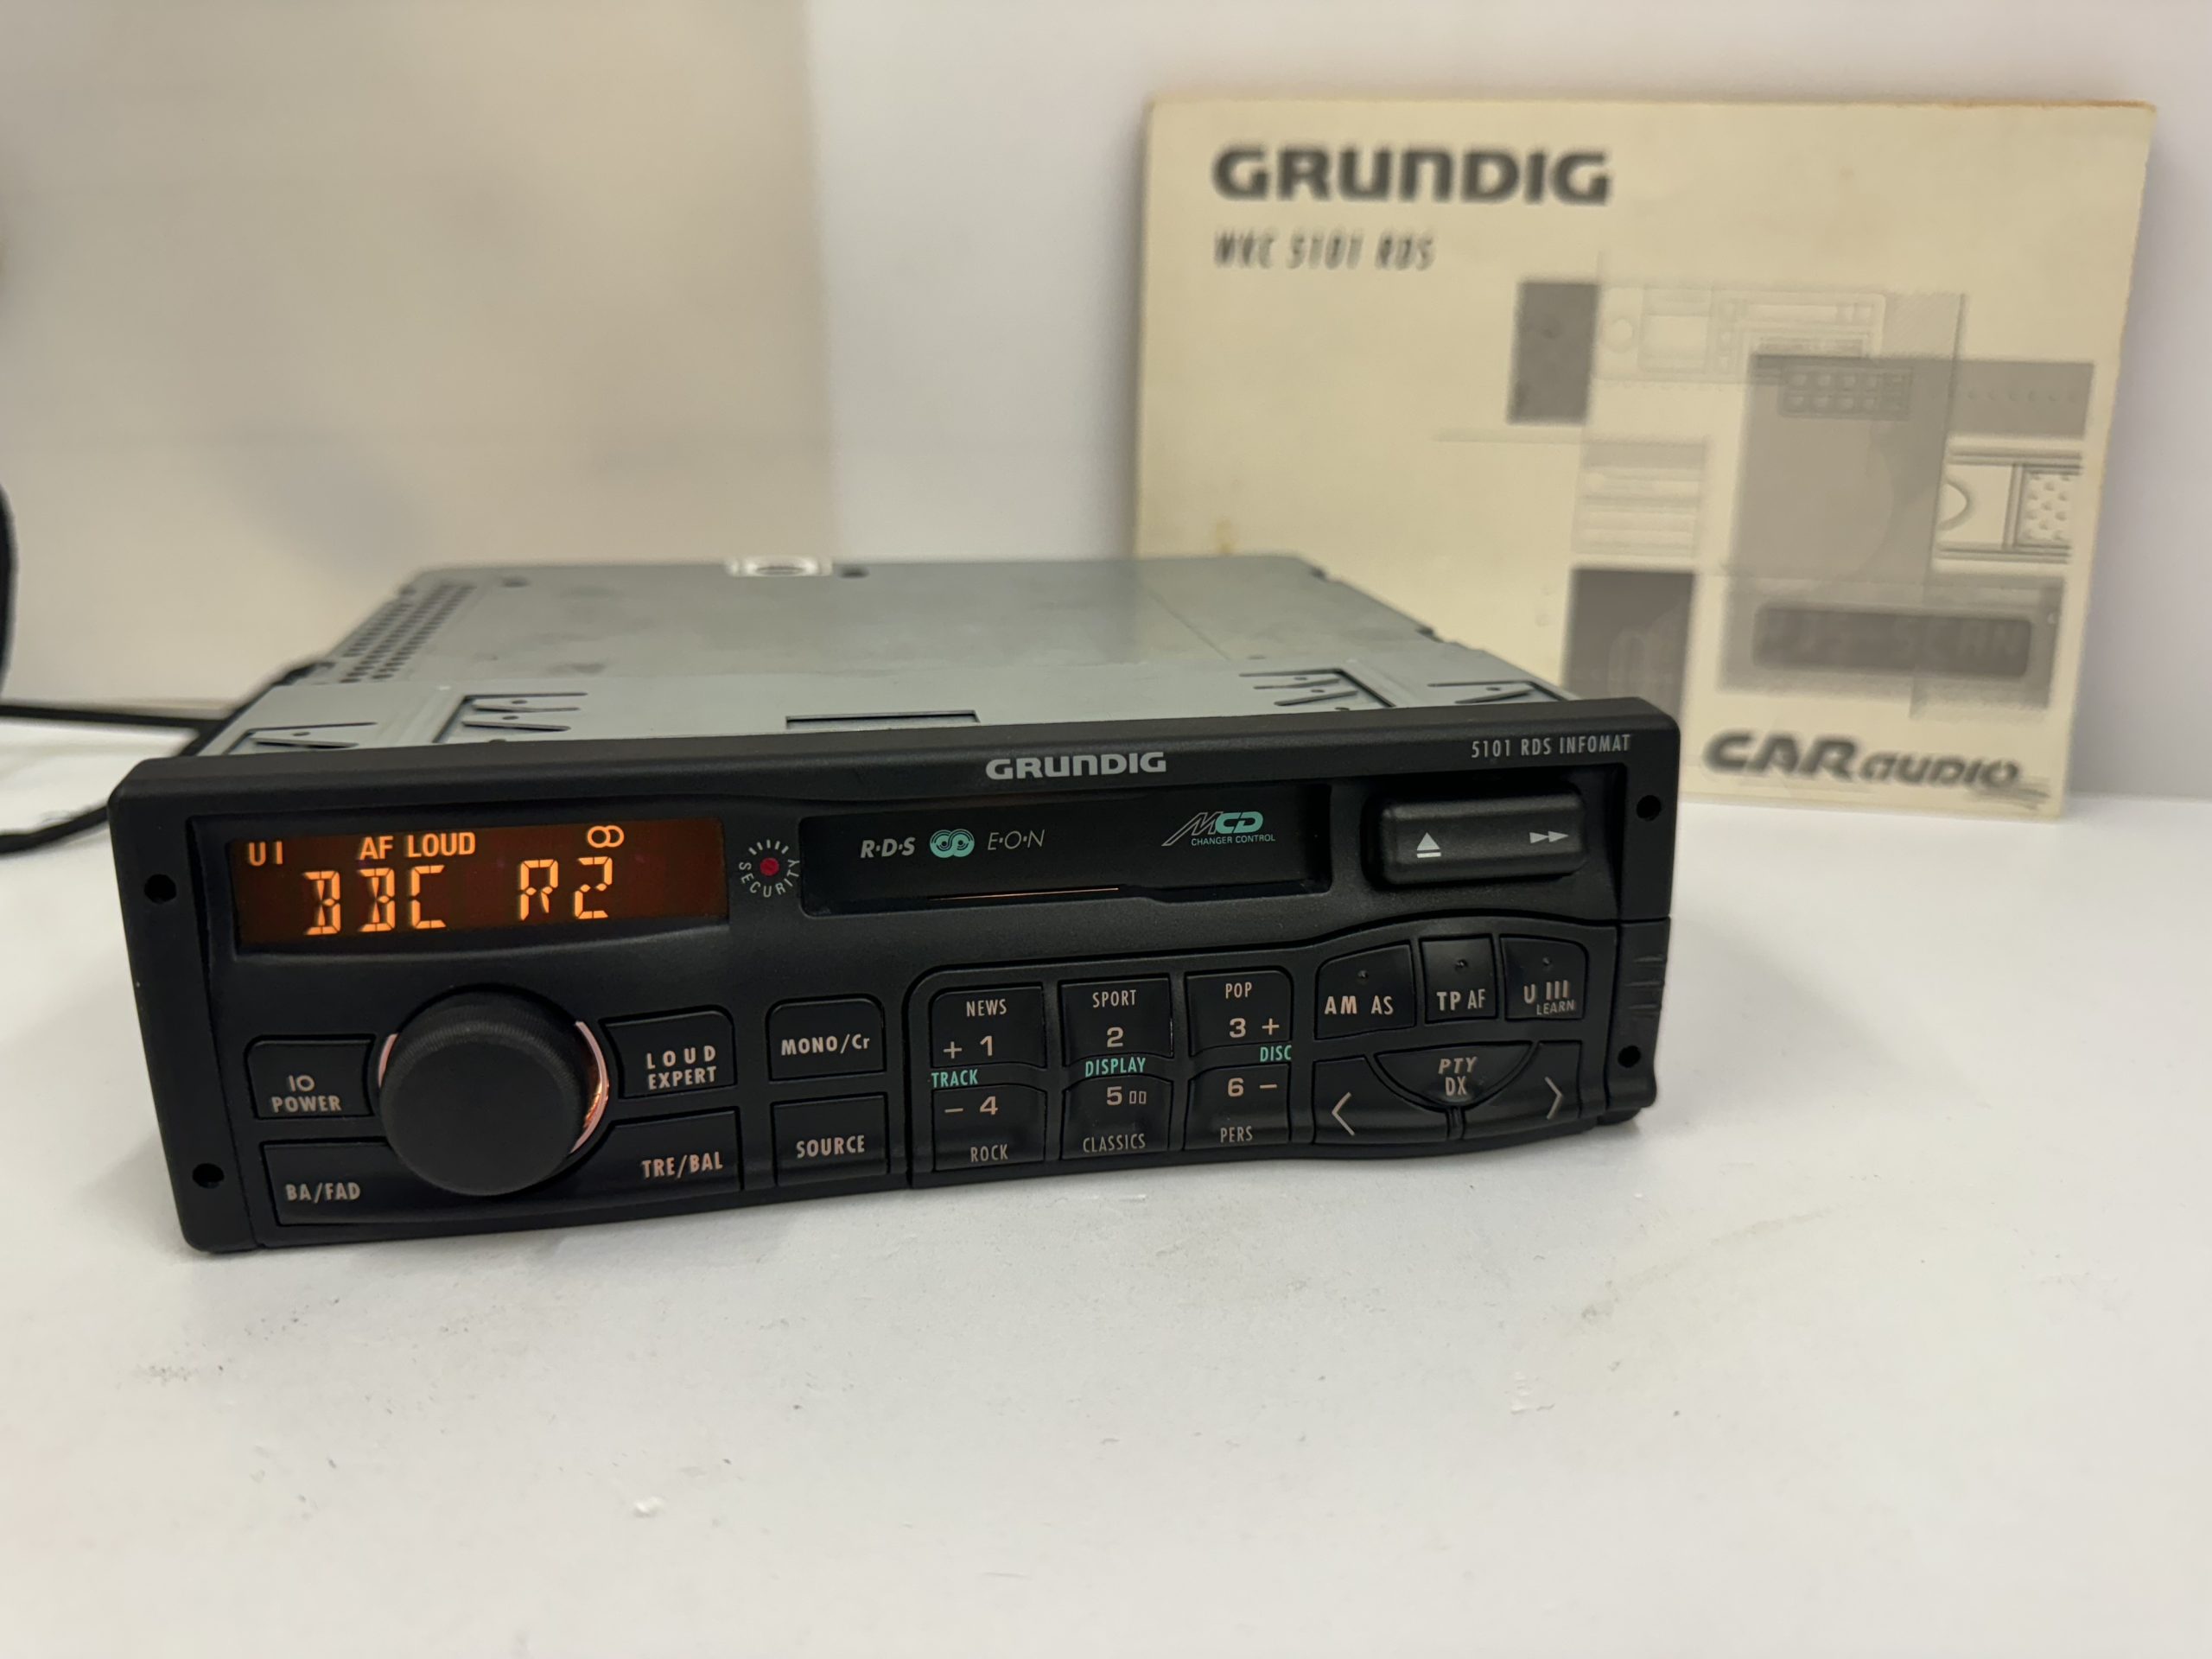 GRUNDIG
WKC 5101 RDS
CAR audio
GRUNDIG
5101 RDS INFOMAT
U I AF LOUD
BBC R2
SECURITY
R·D·S E·O·N
MCD
CHANGER CONTROL
IO
POWER
LOUD
EXPERT
BA/FAD
TRE/BAL
MONO/Cr
SOURCE
NEWS
+ 1
SPORT
2
POP
3 +
TRACK
DISPLAY
DISC
- 4
ROCK
5
CLASSICS
6 -
PERS
AM AS
TP AF
U III
LEARN
PTY
DX
< >